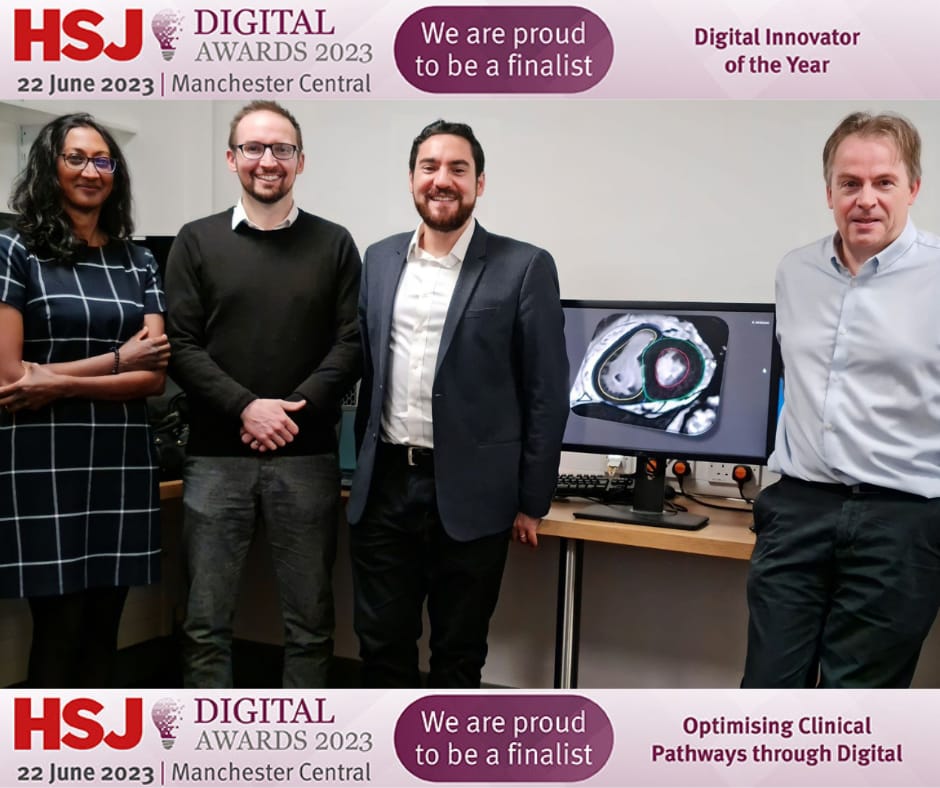 HSJ DIGITAL AWARDS 2023
22 June 2023 | Manchester Central
We are proud
to be a finalist
Digital Innovator
of the Year
HSJ DIGITAL AWARDS 2023
22 June 2023 | Manchester Central
We are proud
to be a finalist
Optimising Clinical
Pathways through Digital